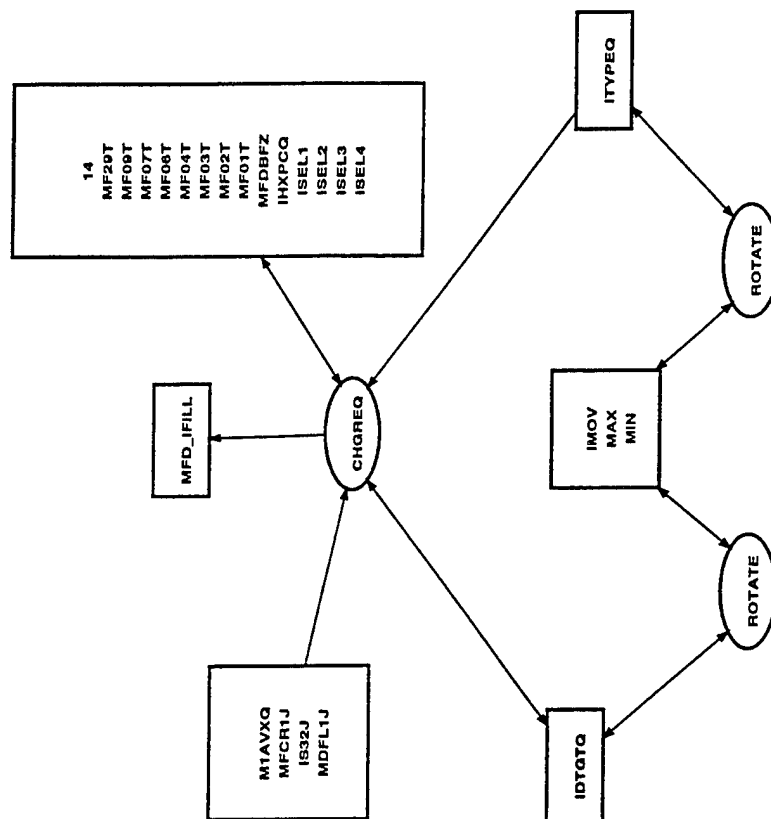 14
MF29T
MF09T
MF07T
MF06T
MF04T
MF03T
MF02T
MF01T
MFDBFZ
IHXPCQ
ISEL1
ISEL2
ISEL3
ISEL4
ITYPEQ
MFD_IFILL
CHGREQ
ROTATE
IMOV
MAX
MIN
M1AVXQ
MFCR1J
IS32J
MDFL1J
IDTGTQ
ROTATE